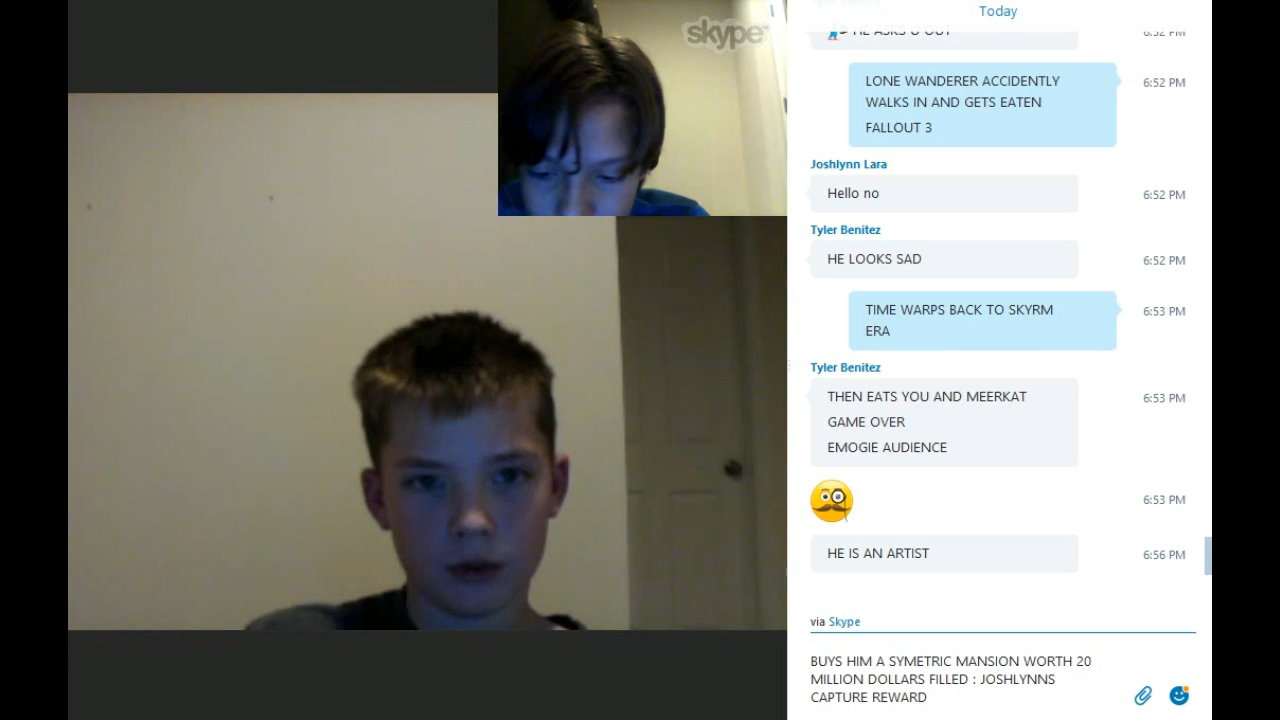 skype
Today
HE ASKS U OUT
6:52 PM
LONE WANDERER ACCIDENTLY
6:52 PM
WALKS IN AND GETS EATEN
FALLOUT 3
Joshlynn Lara
Hello no
6:52 PM
Tyler Benitez
HE LOOKS SAD
6:52 PM
TIME WARPS BACK TO SKYRM
6:53 PM
ERA
Tyler Benitez
THEN EATS YOU AND MEERKAT
6:53 PM
GAME OVER
EMOGIE AUDIENCE
6:53 PM
HE IS AN ARTIST
6:56 PM
via Skype
BUYS HIM A SYMETRIC MANSION WORTH 20
MILLION DOLLARS FILLED : JOSHLYNNS
CAPTURE REWARD